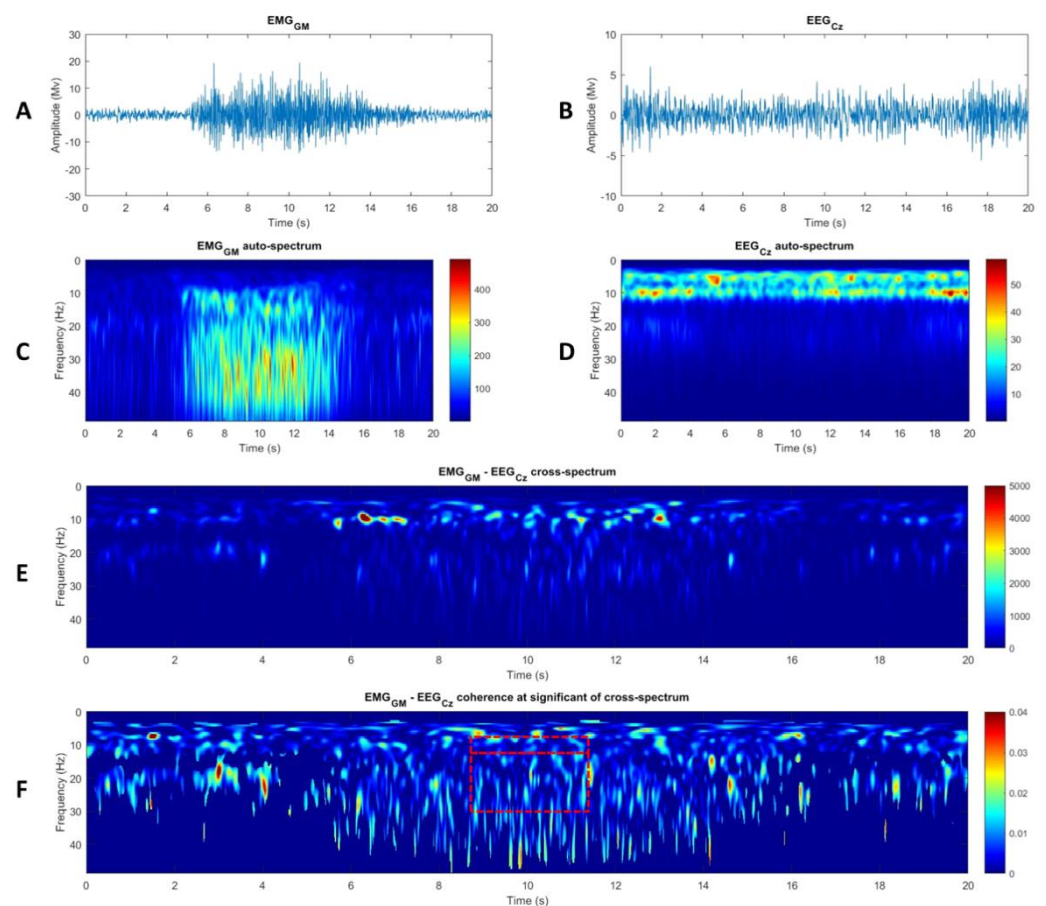 EMG_GM
EEG_Cz
A
B
Amplitude (Mv)
30
20
10
0
-10
-20
-30
0 2 4 6 8 10 12 14 16 18 20
Time (s)
Amplitude (Mv)
10
5
0
-5
-10
0 2 4 6 8 10 12 14 16 18 20
Time (s)
EMG_GM auto-spectrum
C
Frequency (Hz)
0
10
20
30
40
0 2 4 6 8 10 12 14 16 18 20
Time (s)
400
300
200
100
EEG_Cz auto-spectrum
D
Frequency (Hz)
0
10
20
30
40
0 2 4 6 8 10 12 14 16 18 20
Time (s)
50
40
30
20
10
EMG_GM - EEG_Cz cross-spectrum
E
Frequency (Hz)
0
10
20
30
40
0 2 4 6 8 10 12 14 16 18 20
Time (s)
5000
4000
3000
2000
1000
0
EMG_GM - EEG_Cz coherence at significant of cross-spectrum
F
Frequency (Hz)
0
10
20
30
40
0 2 4 6 8 10 12 14 16 18 20
Time (s)
0.04
0.03
0.02
0.01
0